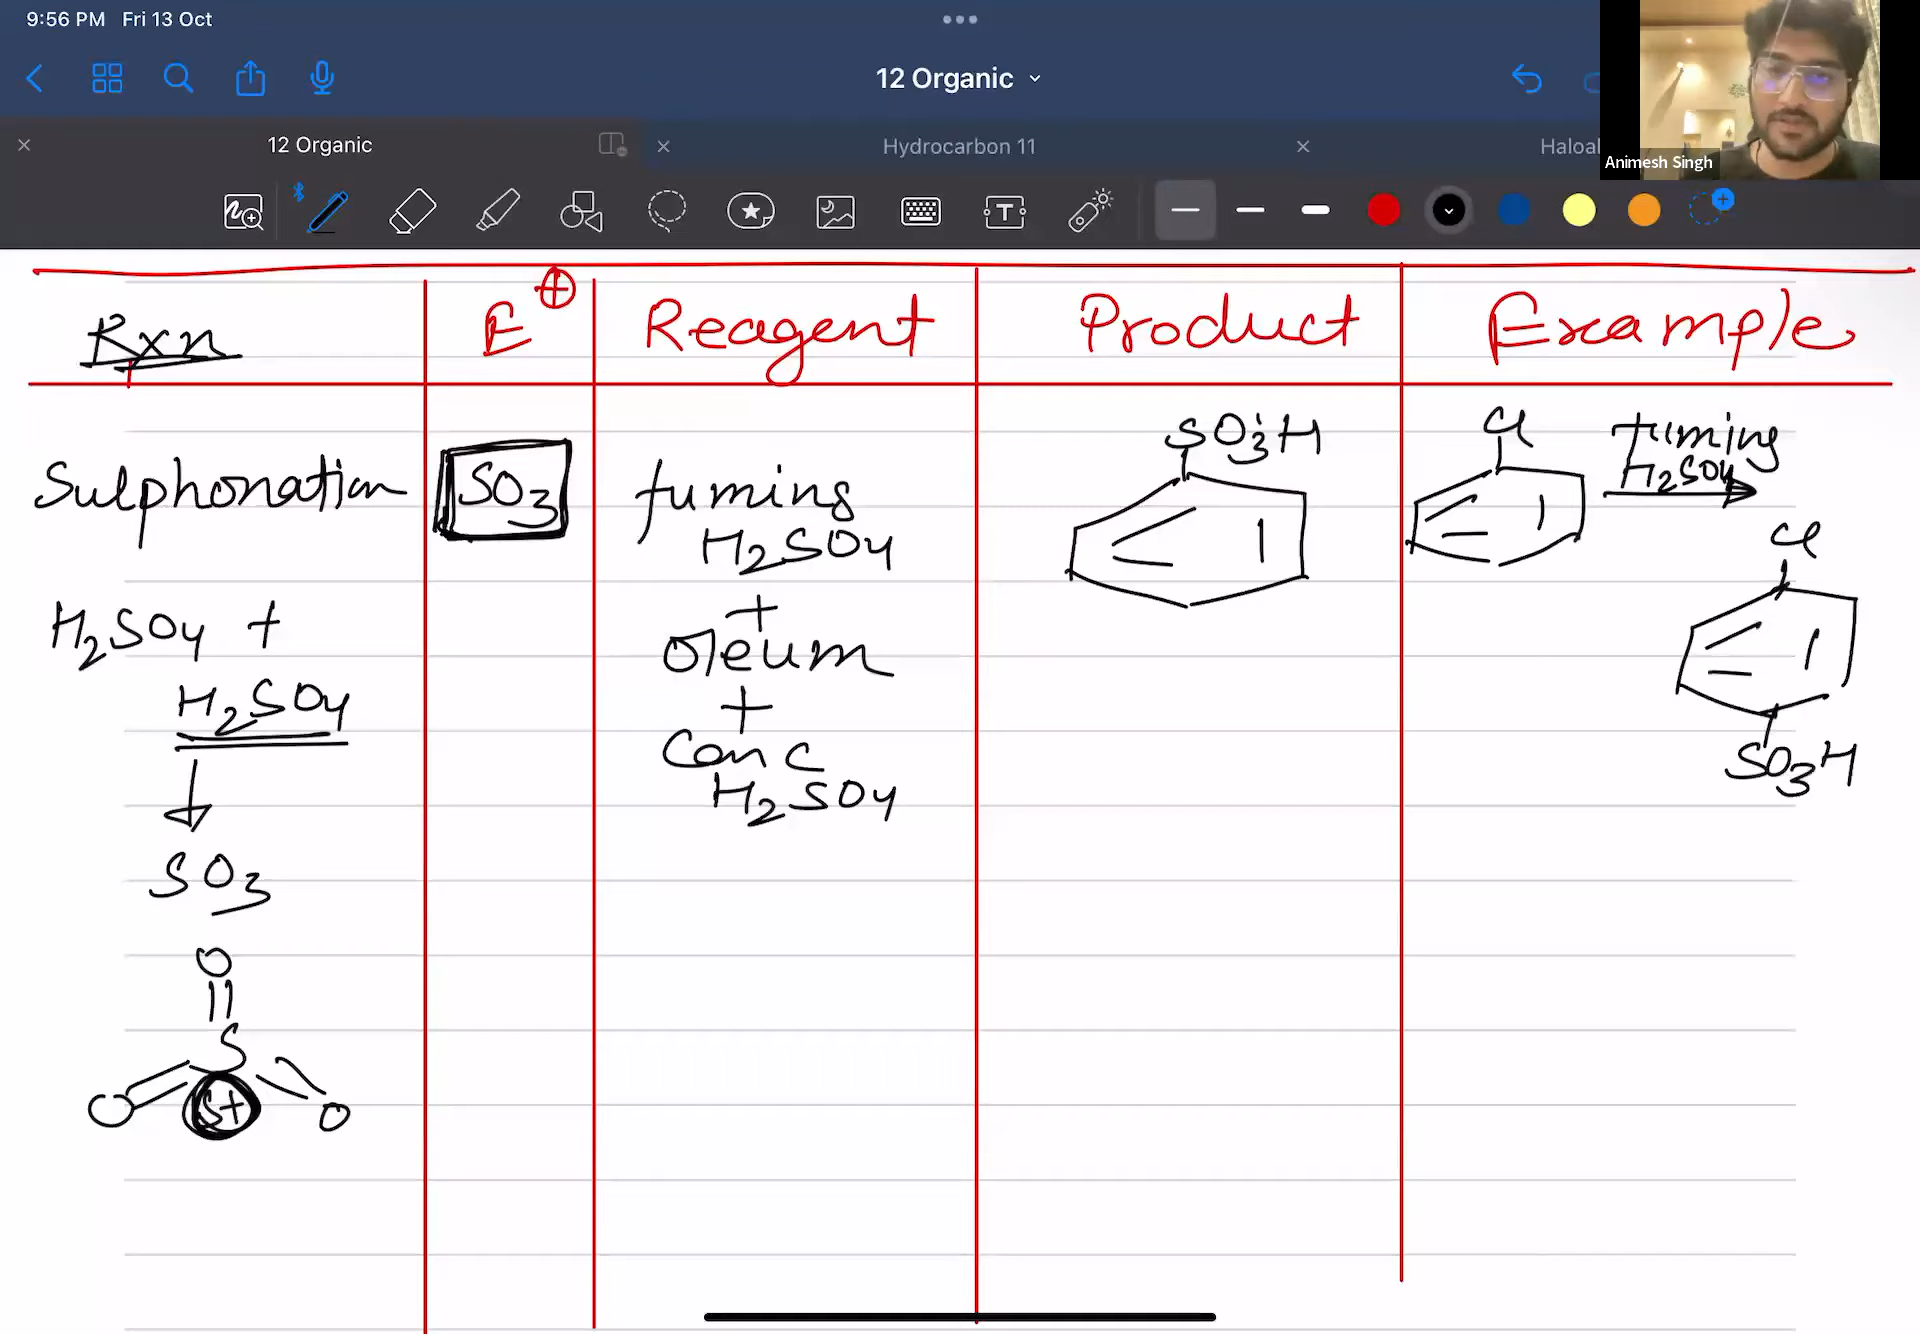 9:56 PM Fri 13 Oct
12 Organic
12 Organic
Hydrocarbon 11
Haloal
Animesh Singh
Rxn
E⊕
Reagent
Product
Example
Sulphonation
SO3
fuming
H2SO4
+
Oleum
+
Conc
H2SO4
H2SO4 +
H2SO4
↓
SO3
O
S
δ+
O
O
SO3H
Cl
fuming
H2SO4
Cl
SO3H